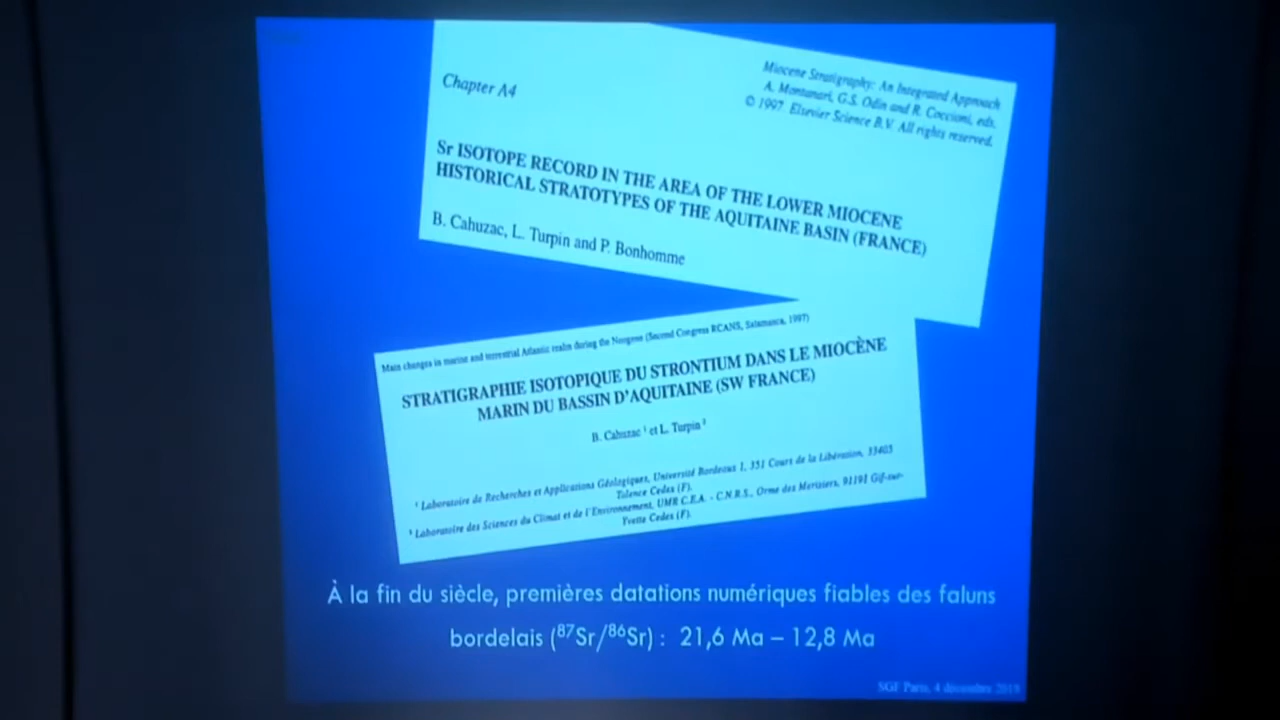 Chapter A4
Miocene Stratigraphy: An Integrated Approach
A. Montanari, G.S. Odin and R. Coccioni, eds.
© 1997 Elsevier Science B.V. All rights reserved.
Sr ISOTOPE RECORD IN THE AREA OF THE LOWER MIOCENE
HISTORICAL STRATOTYPES OF THE AQUITAINE BASIN (FRANCE)
B. Cahuzac, L. Turpin and P. Bonhomme
Main changes in marine and terrestrial Atlantic realm during the Neogene (Second Congress RCANS, Salamanca, 1997)
STRATIGRAPHIE ISOTOPIQUE DU STRONTIUM DANS LE MIOCÈNE
MARIN DU BASSIN D'AQUITAINE (SW FRANCE)
B. Cahuzac ¹ et L. Turpin ²
¹ Laboratoire de Recherches et Applications Géologiques, Université Bordeaux 1, 351 Cours de la Libération, 33405
Talence Cedex (F).
² Laboratoire des Sciences du Climat et de l'Environnement, UMR C.E.A. - C.N.R.S., Orme des Merisiers, 91191 Gif-sur-
Yvette Cedex (F).
À la fin du siècle, premières datations numériques fiables des faluns
bordelais (⁸⁷Sr/⁸⁶Sr) : 21,6 Ma – 12,8 Ma
SGF Paris, 4 décembre 2018